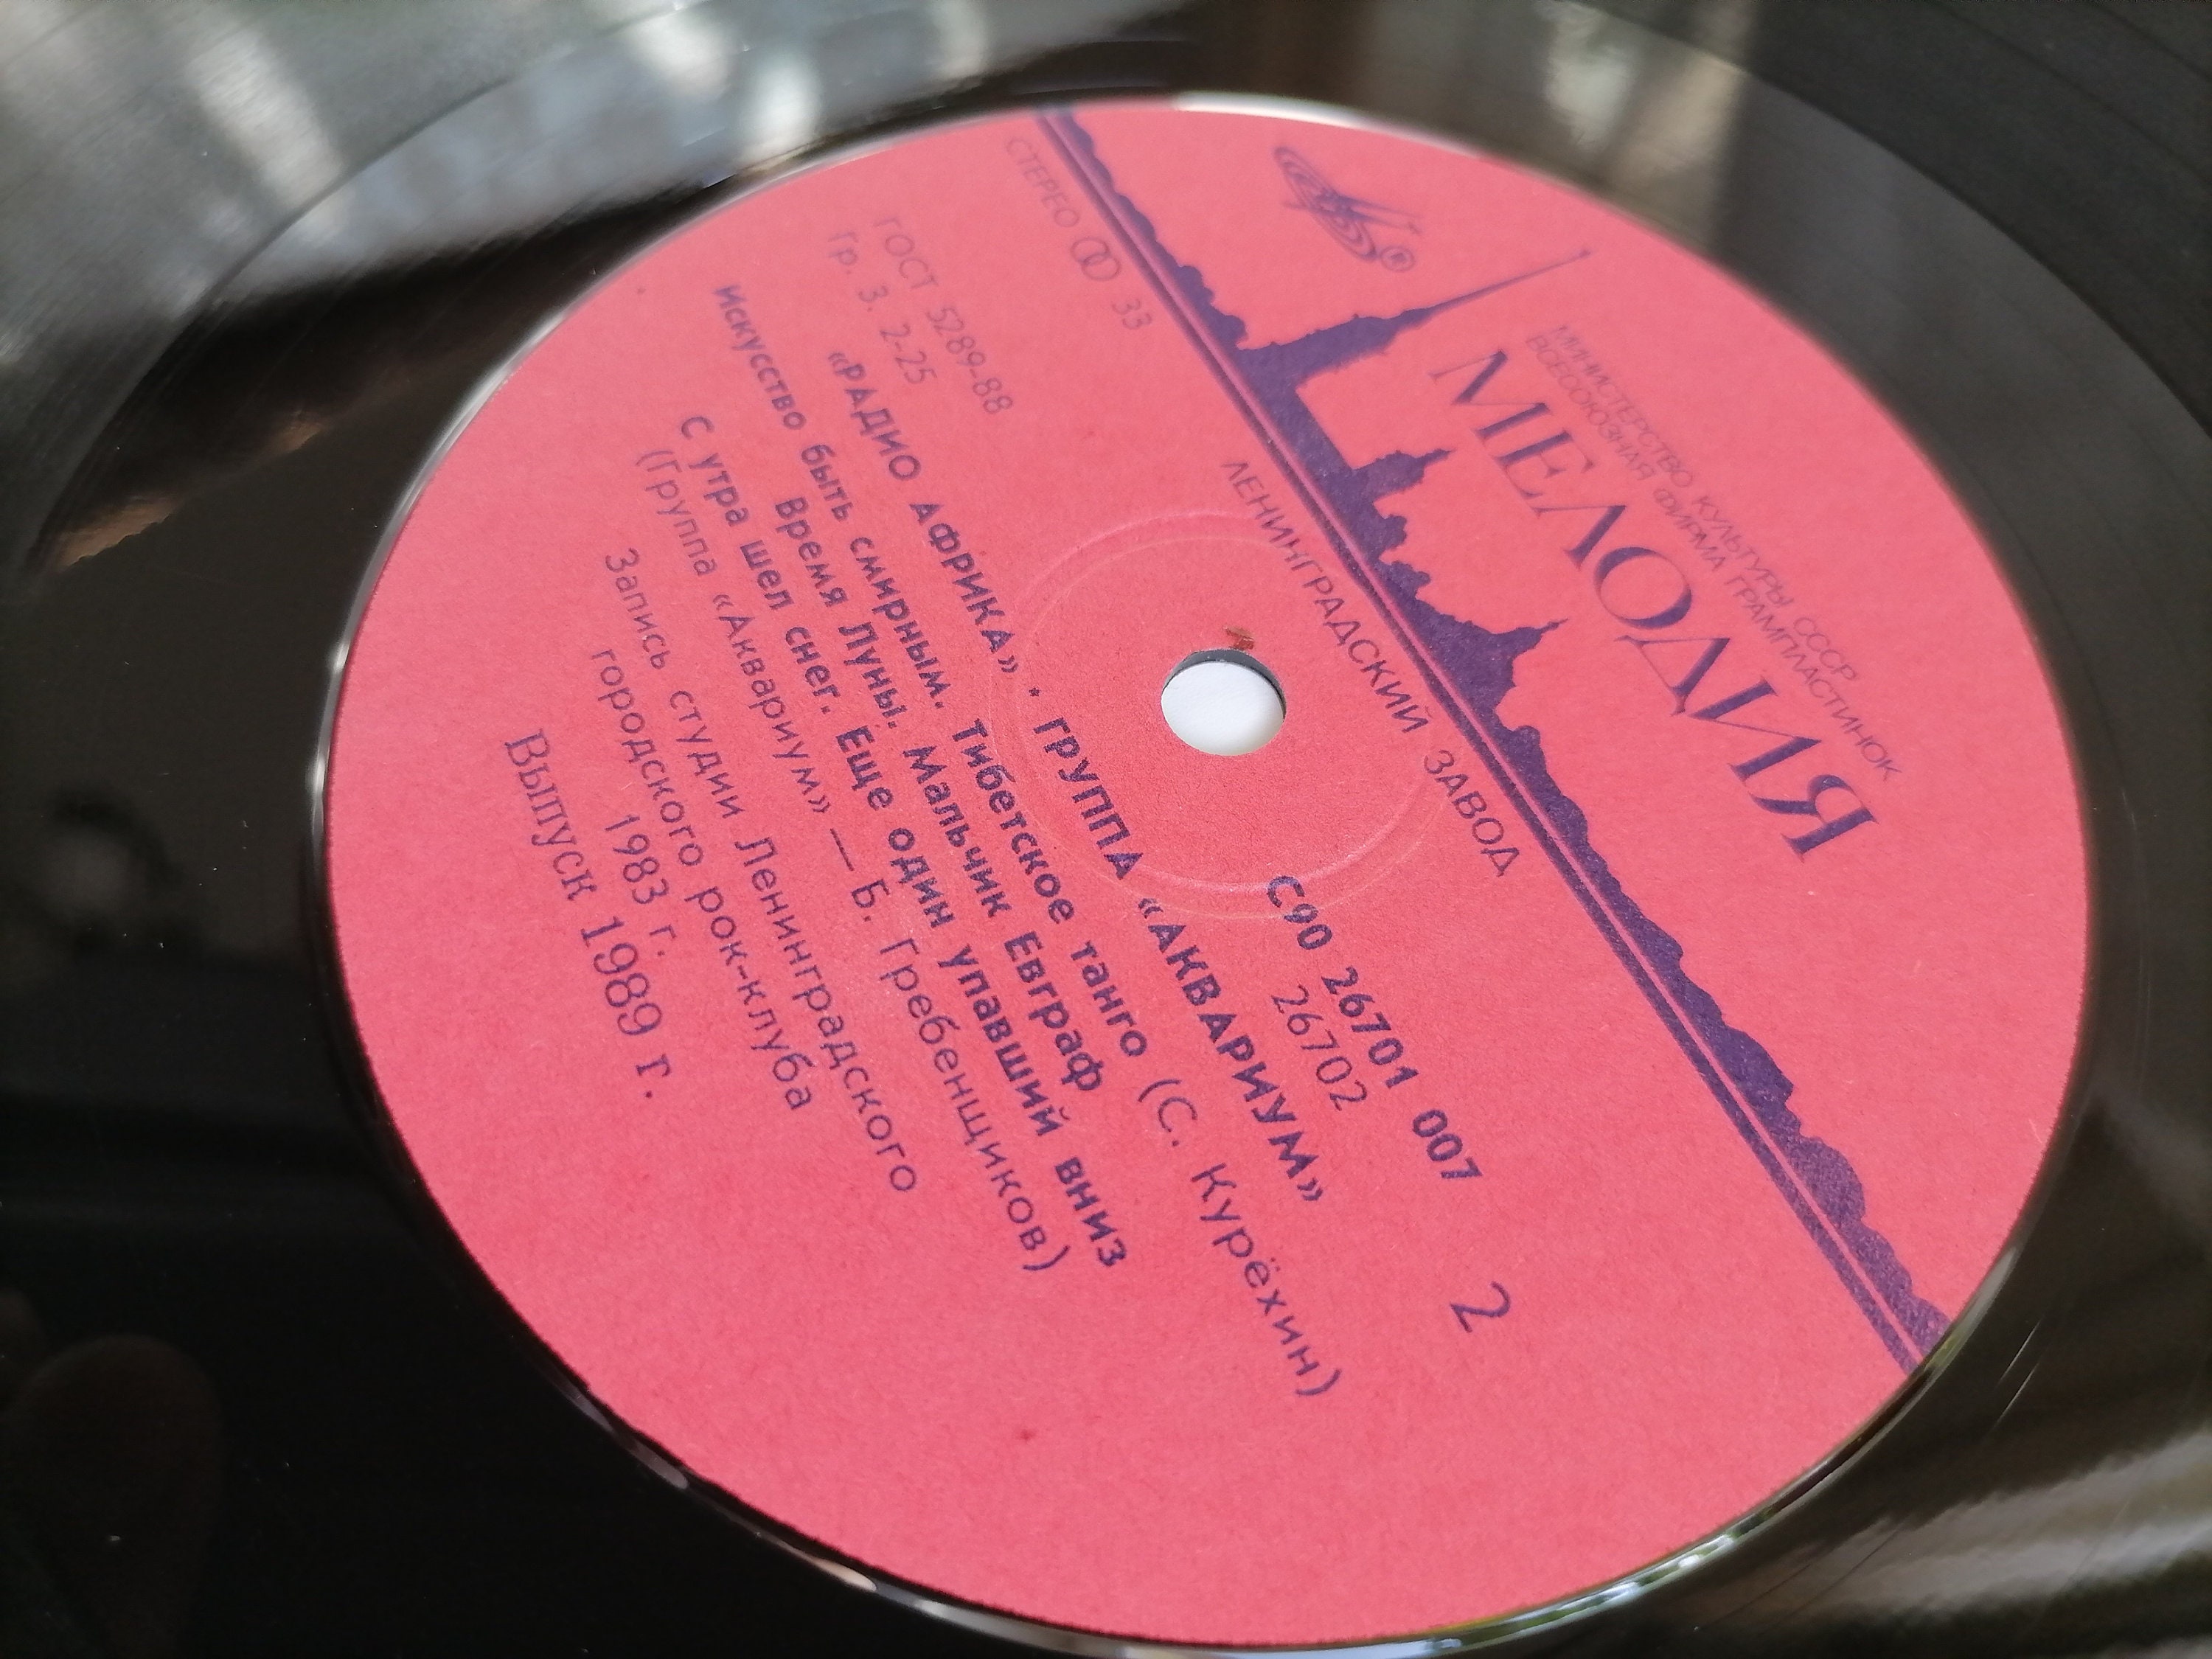 МИНИСТЕРСТВО КУЛЬТУРЫ СССР
ВСЕСОЮЗНАЯ ФИРМА ГРАМПЛАСТИНОК
МЕЛОДИЯ
®
ЛЕНИНГРАДСКИЙ ЗАВОД
СТЕРЕО 33
ГОСТ 5289-88
Гр. 3. 2-25
С90 26701 007
26702
2
«РАДИО АФРИКА» · ГРУППА «АКВАРИУМ»
Искусство быть смирным. Тибетское танго (С. Курёхин)
Время Луны. Мальчик Евграф
С утра шел снег. Еще один упавший вниз
(Группа «Аквариум» — Б. Гребенщиков)
Запись студии Ленинградского
городского рок-клуба
1983 г.
Выпуск 1989 г.